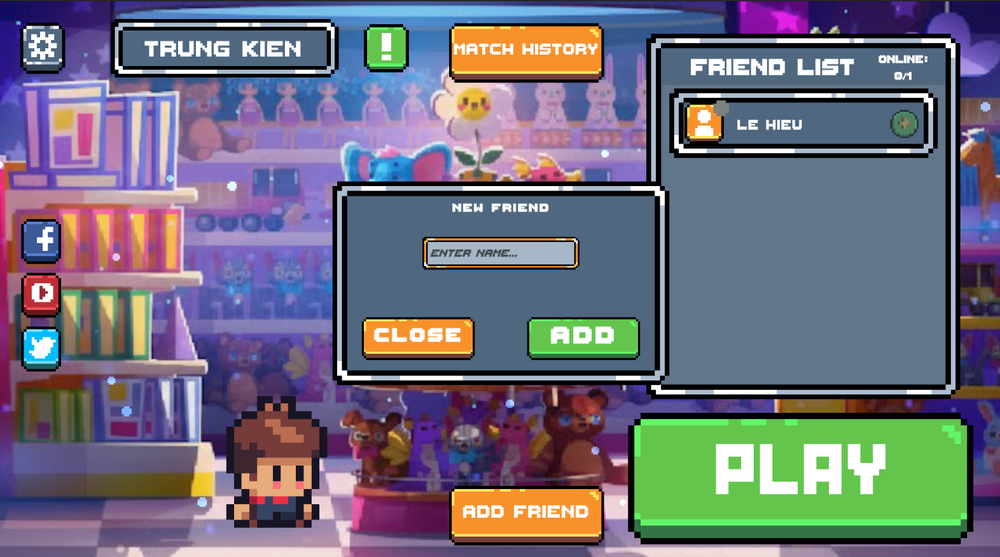 TRUNG KIEN
!
MATCH HISTORY
FRIEND LIST
ONLINE:
0/1
LE HIEU
NEW FRIEND
ENTER NAME...
CLOSE
ADD
ADD FRIEND
PLAY